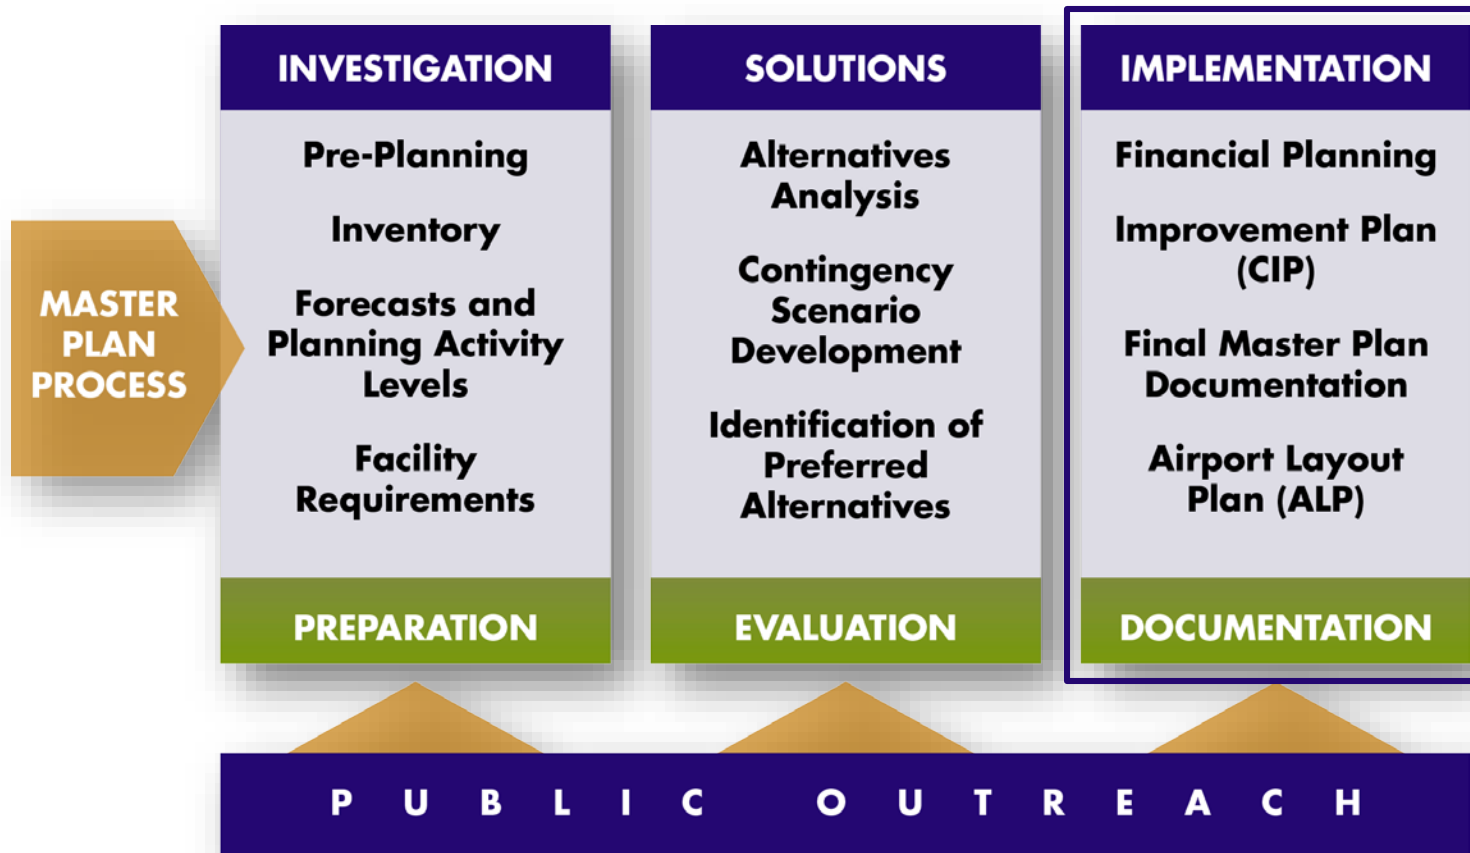 MASTER
PLAN
PROCESS
INVESTIGATION
Pre-Planning
Inventory
Forecasts and
Planning Activity
Levels
Facility
Requirements
PREPARATION
SOLUTIONS
Alternatives
Analysis
Contingency
Scenario
Development
Identification of
Preferred
Alternatives
EVALUATION
IMPLEMENTATION
Financial Planning
Improvement Plan
(CIP)
Final Master Plan
Documentation
Airport Layout
Plan (ALP)
DOCUMENTATION
PUBLIC OUTREACH